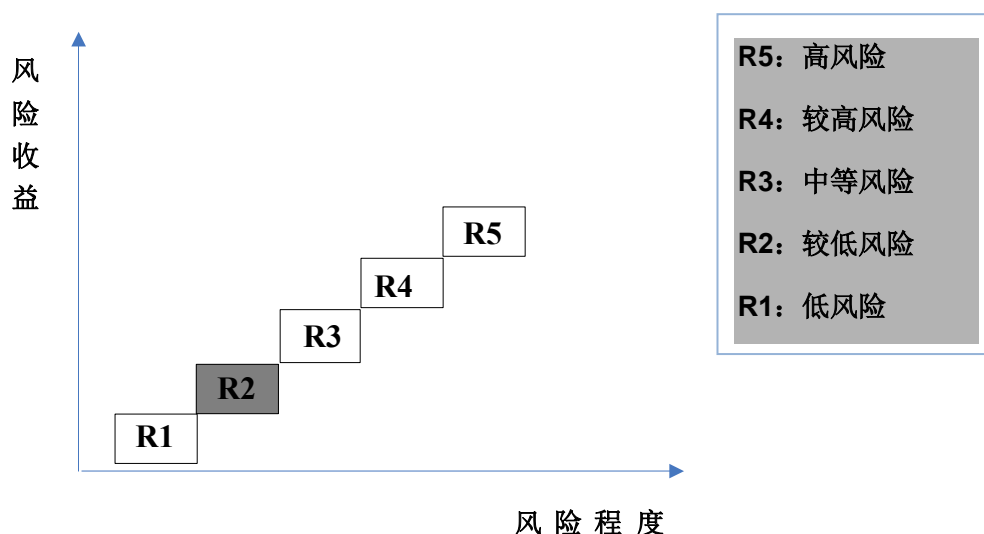 风
险
收
益
R5
R4
R3
R2
R1
风 险 程 度
R5：高风险
R4：较高风险
R3：中等风险
R2：较低风险
R1：低风险